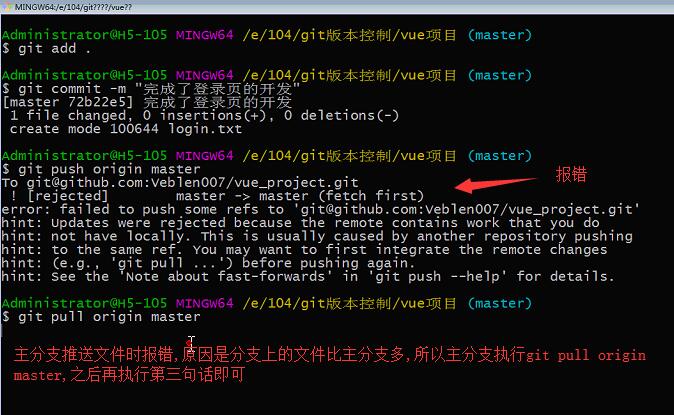 MINGW64:/e/104/git????/vue??
Administrator@H5-105 MINGW64 /e/104/git版本控制/vue项目 (master)
$ git add .
Administrator@H5-105 MINGW64 /e/104/git版本控制/vue项目 (master)
$ git commit -m "完成了登录页的开发"
[master 72b22e5] 完成了登录页的开发
1 file changed, 0 insertions(+), 0 deletions(-)
create mode 100644 login.txt
Administrator@H5-105 MINGW64 /e/104/git版本控制/vue项目 (master)
$ git push origin master
To git@github.com:Veblen007/vue_project.git
! [rejected]        master -> master (fetch first)
报错
error: failed to push some refs to 'git@github.com:Veblen007/vue_project.git'
hint: Updates were rejected because the remote contains work that you do
hint: not have locally. This is usually caused by another repository pushing
hint: to the same ref. You may want to first integrate the remote changes
hint: (e.g., 'git pull ...') before pushing again.
hint: See the 'Note about fast-forwards' in 'git push --help' for details.
Administrator@H5-105 MINGW64 /e/104/git版本控制/vue项目 (master)
$ git pull origin master
主分支推送文件时报错,原因是分支上的文件比主分支多,所以主分支执行git pull origin
master,之后再执行第三句话即可